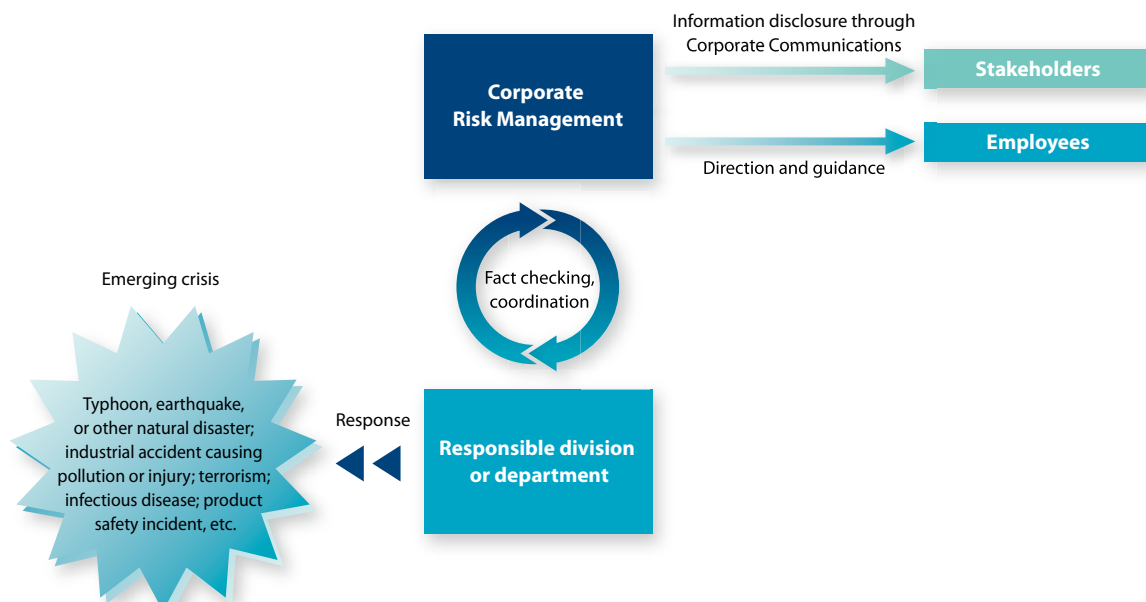 Information disclosure through
Corporate Communications
Corporate
Risk Management
Stakeholders
Employees
Direction and guidance
Fact checking,
coordination
Emerging crisis
Typhoon, earthquake,
or other natural disaster;
industrial accident causing
pollution or injury; terrorism;
infectious disease; product
safety incident, etc.
Response
Responsible division
or department